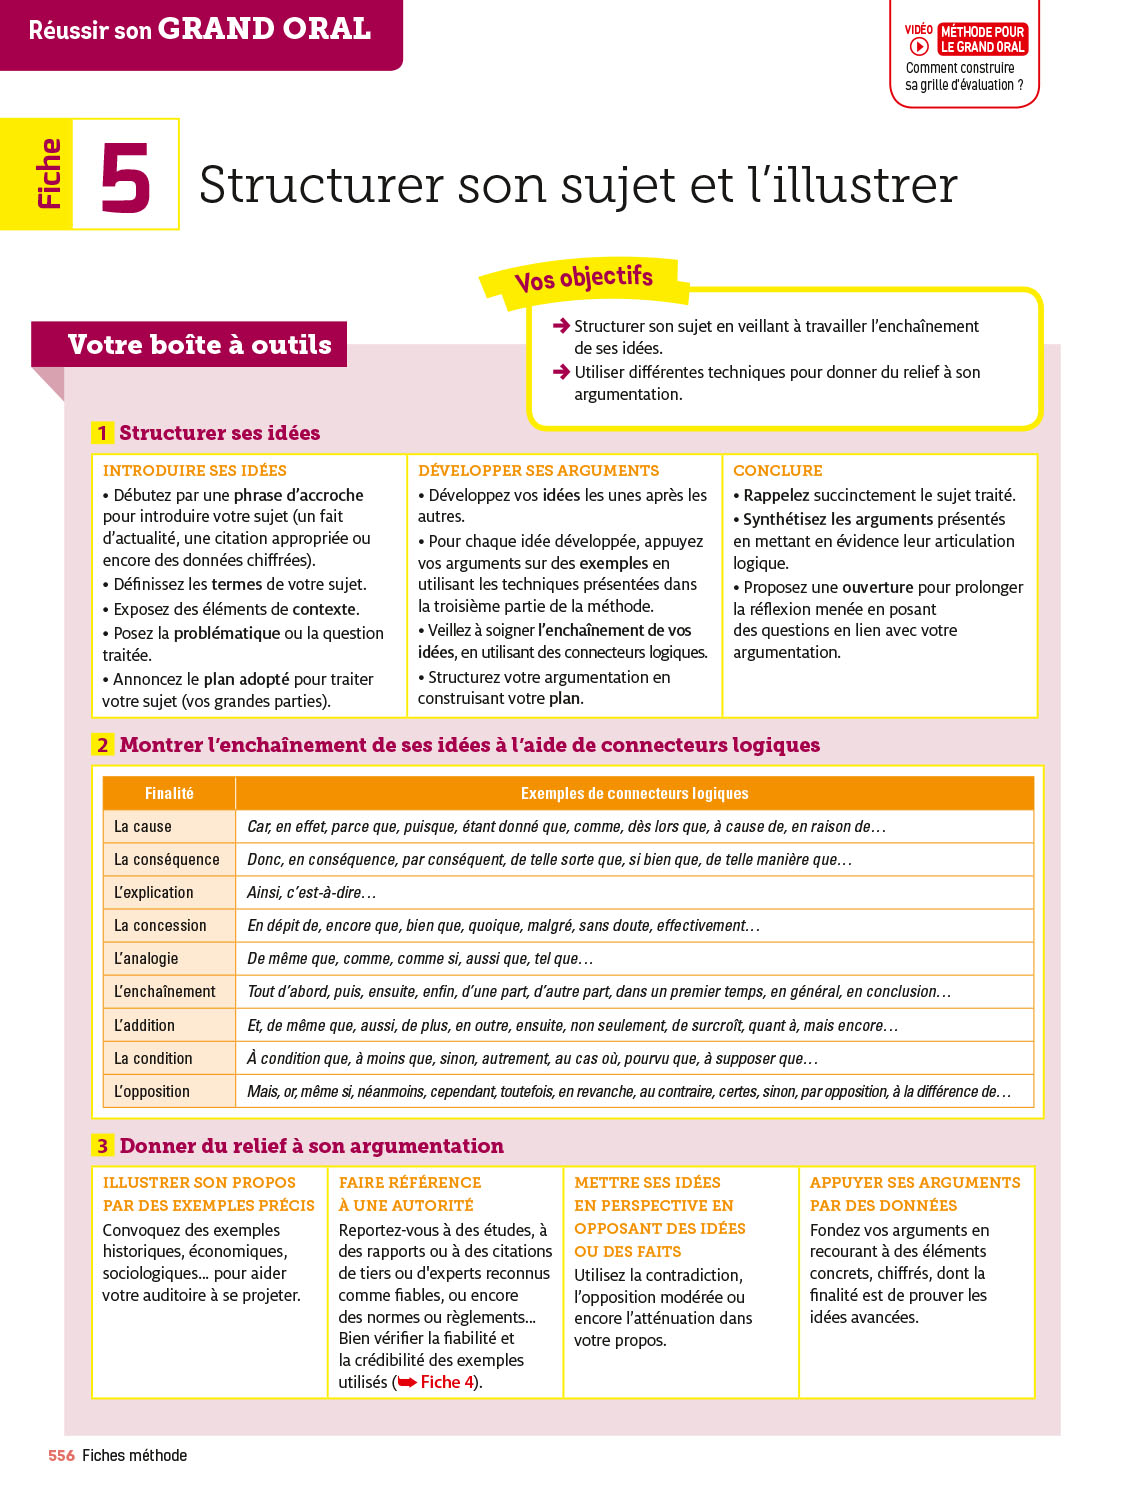 Réussir son GRAND ORAL
VIDÉO
MÉTHODE POUR
LE GRAND ORAL
Comment construire
sa grille d'évaluation ?
Fiche
5
Structurer son sujet et l'illustrer
Vos objectifs
➔ Structurer son sujet en veillant à travailler l'enchaînement
de ses idées.
➔ Utiliser différentes techniques pour donner du relief à son
argumentation.
Votre boîte à outils
1 Structurer ses idées
INTRODUIRE SES IDÉES
• Débutez par une phrase d'accroche
pour introduire votre sujet (un fait
d'actualité, une citation appropriée ou
encore des données chiffrées).
• Définissez les termes de votre sujet.
• Exposez des éléments de contexte.
• Posez la problématique ou la question
traitée.
• Annoncez le plan adopté pour traiter
votre sujet (vos grandes parties).
DÉVELOPPER SES ARGUMENTS
• Développez vos idées les unes après les
autres.
• Pour chaque idée développée, appuyez
vos arguments sur des exemples en
utilisant les techniques présentées dans
la troisième partie de la méthode.
• Veillez à soigner l'enchaînement de vos
idées, en utilisant des connecteurs logiques.
• Structurez votre argumentation en
construisant votre plan.
CONCLURE
• Rappelez succinctement le sujet traité.
• Synthétisez les arguments présentés
en mettant en évidence leur articulation
logique.
• Proposez une ouverture pour prolonger
la réflexion menée en posant
des questions en lien avec votre
argumentation.
2 Montrer l'enchaînement de ses idées à l'aide de connecteurs logiques
Finalité Exemples de connecteurs logiques
La cause Car, en effet, parce que, puisque, étant donné que, comme, dès lors que, à cause de, en raison de…
La conséquence Donc, en conséquence, par conséquent, de telle sorte que, si bien que, de telle manière que…
L'explication Ainsi, c'est-à-dire…
La concession En dépit de, encore que, bien que, quoique, malgré, sans doute, effectivement…
L'analogie De même que, comme, comme si, aussi que, tel que…
L'enchaînement Tout d'abord, puis, ensuite, enfin, d'une part, d'autre part, dans un premier temps, en général, en conclusion…
L'addition Et, de même que, aussi, de plus, en outre, ensuite, non seulement, de surcroît, quant à, mais encore…
La condition À condition que, à moins que, sinon, autrement, au cas où, pourvu que, à supposer que…
L'opposition Mais, or, même si, néanmoins, cependant, toutefois, en revanche, au contraire, certes, sinon, par opposition, à la différence de…
3 Donner du relief à son argumentation
ILLUSTRER SON PROPOS
PAR DES EXEMPLES PRÉCIS
Convoquez des exemples
historiques, économiques,
sociologiques... pour aider
votre auditoire à se projeter.
FAIRE RÉFÉRENCE
À UNE AUTORITÉ
Reportez-vous à des études, à
des rapports ou à des citations
de tiers ou d'experts reconnus
comme fiables, ou encore
des normes ou règlements...
Bien vérifier la fiabilité et
la crédibilité des exemples
utilisés (➥ Fiche 4).
METTRE SES IDÉES
EN PERSPECTIVE EN
OPPOSANT DES IDÉES
OU DES FAITS
Utilisez la contradiction,
l'opposition modérée ou
encore l'atténuation dans
votre propos.
APPUYER SES ARGUMENTS
PAR DES DONNÉES
Fondez vos arguments en
recourant à des éléments
concrets, chiffrés, dont la
finalité est de prouver les
idées avancées.
556 Fiches méthode